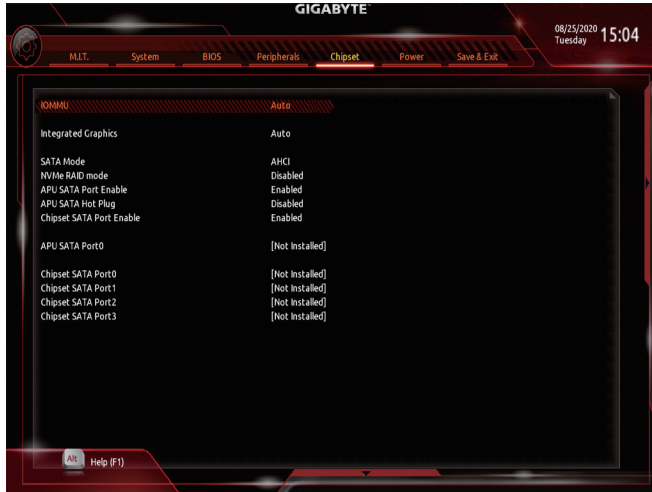 GIGABYTE™
08/25/2020 Tuesday 15:04
M.I.T. System BIOS Peripherals Chipset Power Save & Exit
IOMMU Auto
Integrated Graphics Auto
SATA Mode AHCI
NVMe RAID mode Disabled
APU SATA Port Enable Enabled
APU SATA Hot Plug Disabled
Chipset SATA Port Enable Enabled
APU SATA Port0 [Not Installed]
Chipset SATA Port0 [Not Installed]
Chipset SATA Port1 [Not Installed]
Chipset SATA Port2 [Not Installed]
Chipset SATA Port3 [Not Installed]
Alt Help (F1)